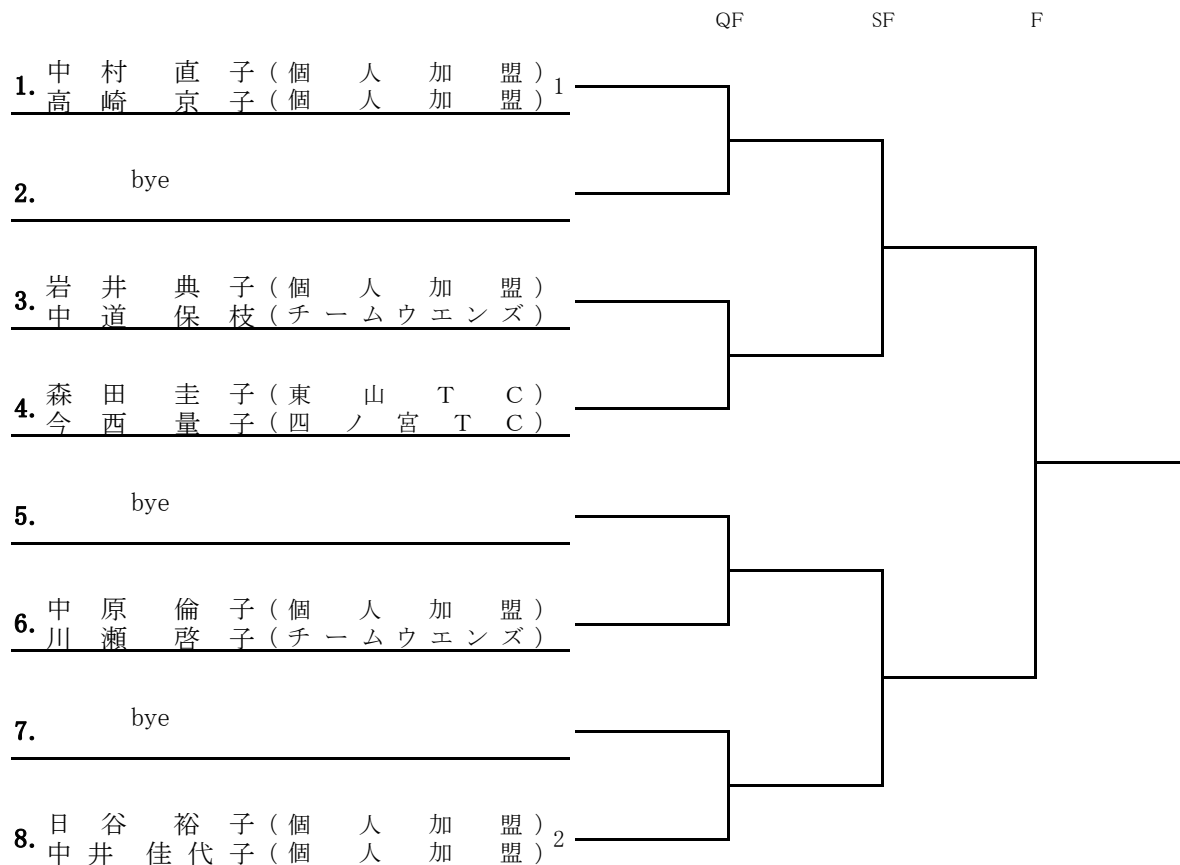 QF SF F
中村 直子(個人加盟)
1. 1
高崎 京子(個人加盟)
bye
2.
岩井 典子(個人加盟)
3.
中道 保枝(チームウエンズ)
森田 圭子(東山TC)
4.
今西 量子(四ノ宮TC)
bye
5.
中原 倫子(個人加盟)
6.
川瀬 啓子(チームウエンズ)
bye
7.
日谷 裕子(個人加盟)
8. 2
中井 佳代子(個人加盟)